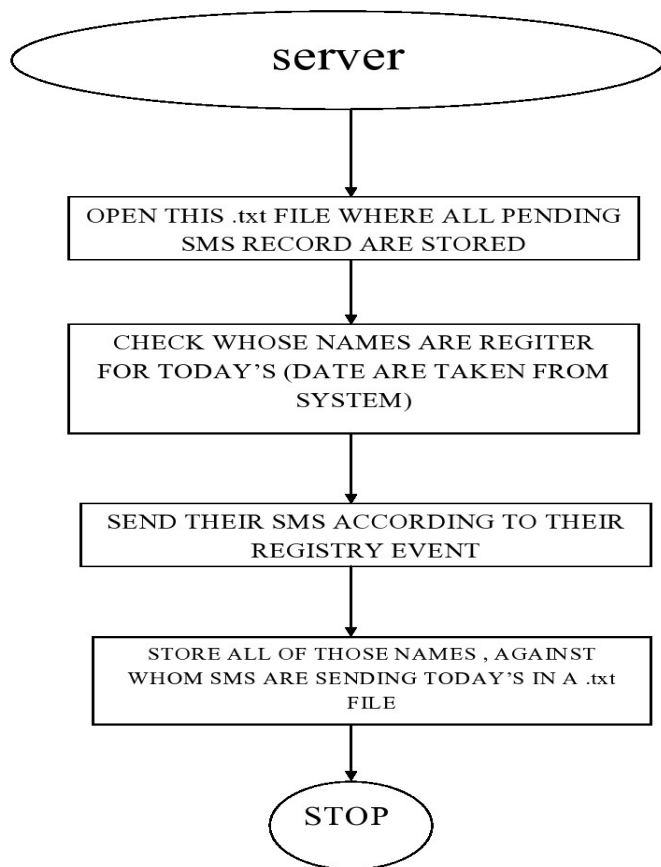 server
OPEN THIS .txt FILE WHERE ALL PENDING
SMS RECORD ARE STORED
CHECK WHOSE NAMES ARE REGITER
FOR TODAY’S (DATE ARE TAKEN FROM
SYSTEM)
SEND THEIR SMS ACCORDING TO THEIR
REGISTRY EVENT
STORE ALL OF THOSE NAMES , AGAINST
WHOM SMS ARE SENDING TODAY’S IN A .txt
FILE
STOP